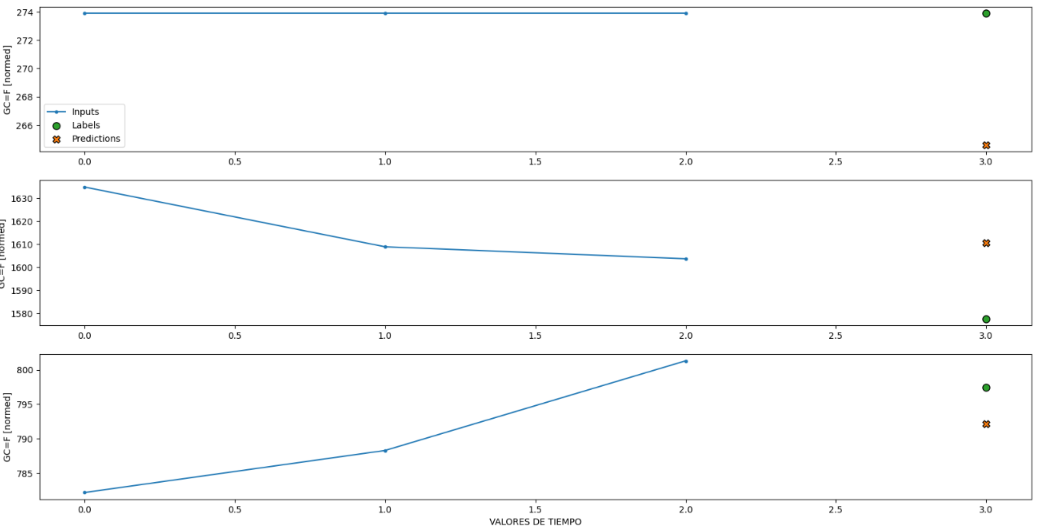 274
272
270
268
266
GC=F [normed]
Inputs
Labels
Predictions
0.0 0.5 1.0 1.5 2.0 2.5 3.0
1630
1620
1610
1600
1590
1580
GC=F [normed]
0.0 0.5 1.0 1.5 2.0 2.5 3.0
800
795
790
785
GC=F [normed]
0.0 0.5 1.0 1.5 2.0 2.5 3.0
VALORES DE TIEMPO